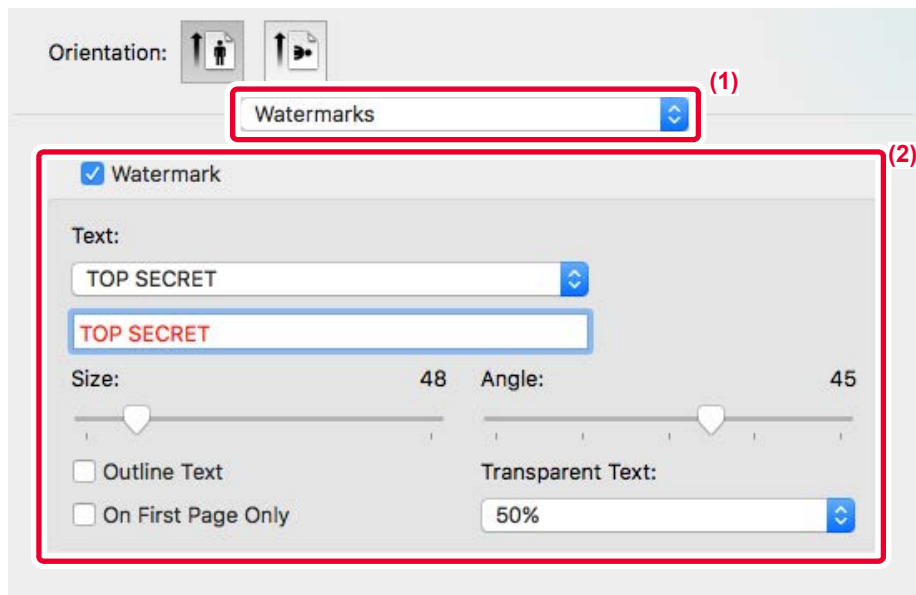 Orientation:
(1)
Watermarks
(2)
Watermark
Text:
TOP SECRET
TOP SECRET
Size: 48 Angle: 45
Outline Text Transparent Text:
On First Page Only 50%